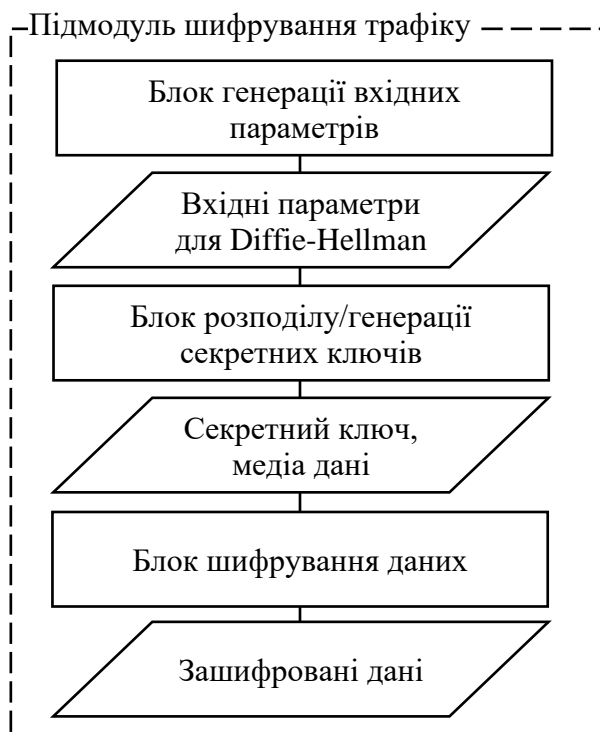 Підмодуль шифрування трафіку
Блок генерації вхідних
параметрів
Вхідні параметри
для Diffie-Hellman
Блок розподілу/генерації
секретних ключів
Секретний ключ,
медіа дані
Блок шифрування даних
Зашифровані дані